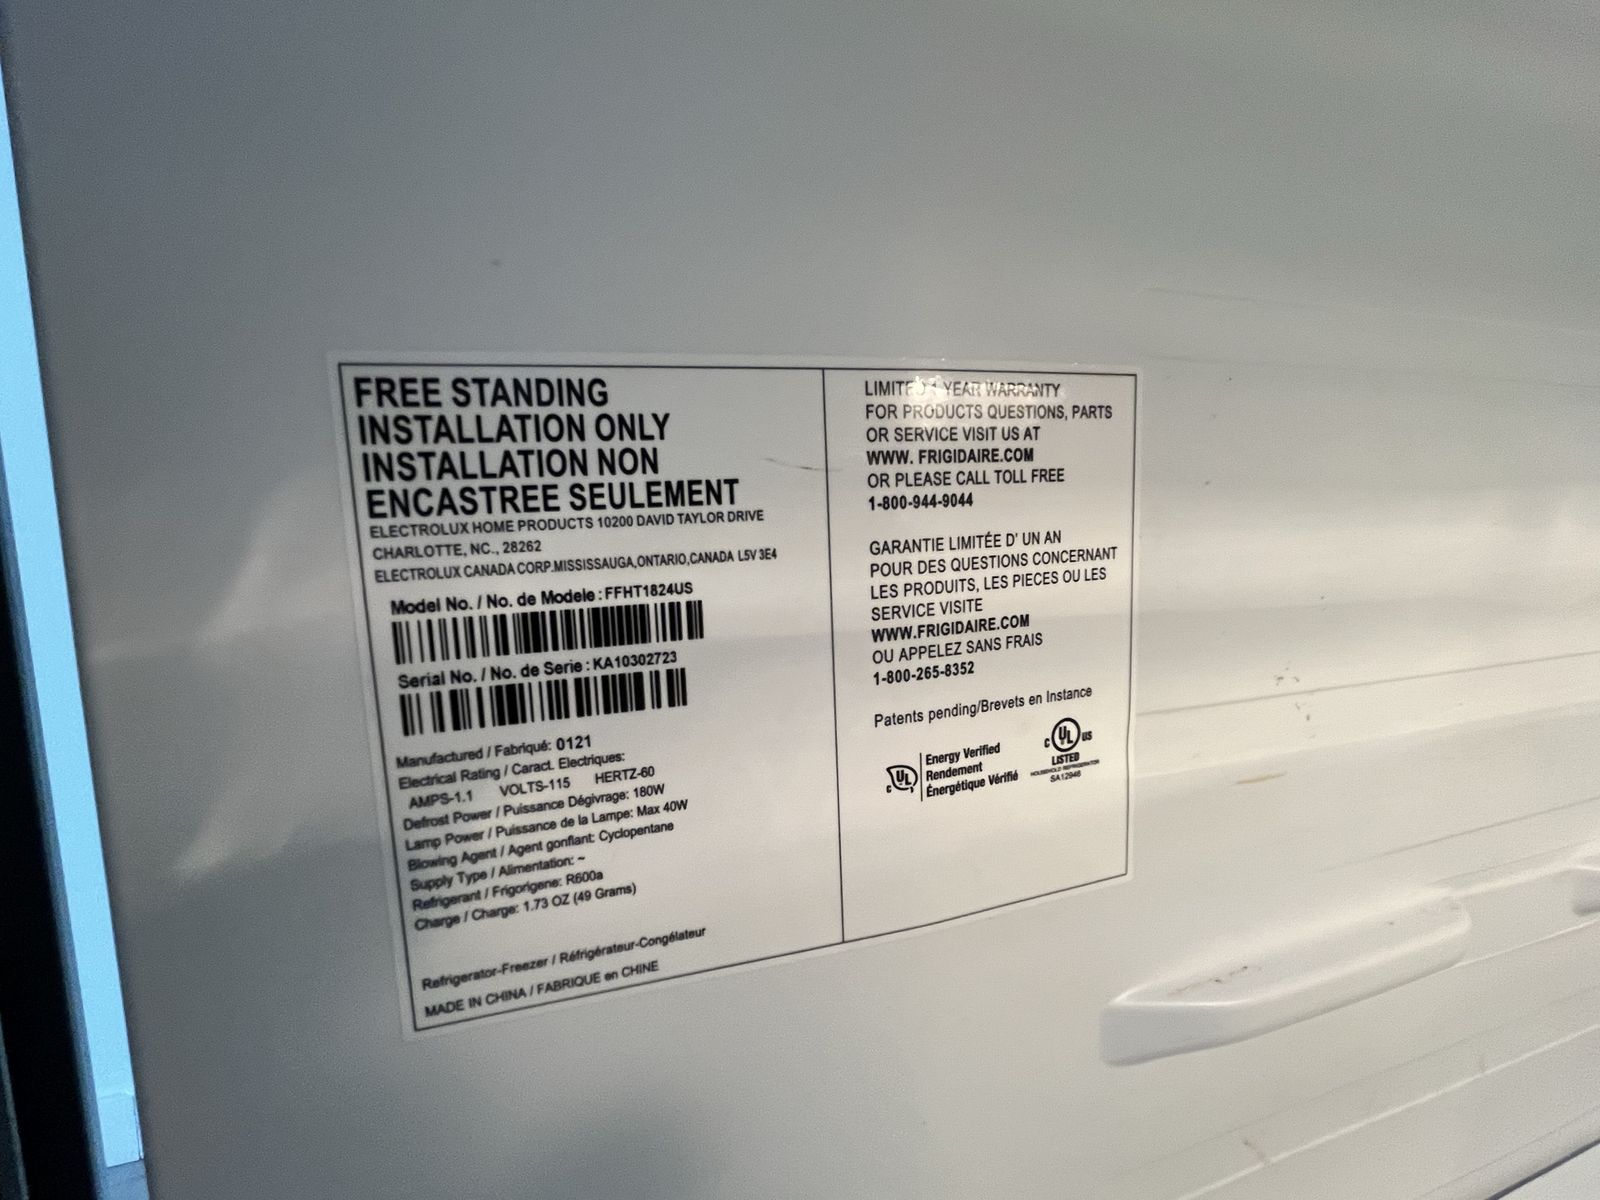 FREE STANDING
INSTALLATION ONLY
INSTALLATION NON
ENCASTREE SEULEMENT
ELECTROLUX HOME PRODUCTS 10200 DAVID TAYLOR DRIVE
CHARLOTTE, NC., 28262
ELECTROLUX CANADA CORP.MISSISSAUGA,ONTARIO,CANADA L5V 3E4
Model No. / No. de Modele : FFHT1824US
Serial No. / No. de Serie : KA10302723
Manufactured / Fabriqué: 0121
Electrical Rating / Caract. Electriques:
AMPS-1.1 VOLTS-115 HERTZ-60
Defrost Power / Puissance Dégivrage: 180W
Lamp Power / Puissance de la Lampe: Max 40W
Blowing Agent / Agent gonflant: Cyclopentane
Supply Type / Alimentation: ~
Refrigerant / Frigorigene: R600a
Charge / Charge: 1.73 OZ (49 Grams)
Refrigerator-Freezer / Réfrigérateur-Congélateur
MADE IN CHINA / FABRIQUE en CHINE
LIMITED 1 YEAR WARRANTY
FOR PRODUCTS QUESTIONS, PARTS
OR SERVICE VISIT US AT
WWW. FRIGIDAIRE.COM
OR PLEASE CALL TOLL FREE
1-800-944-9044
GARANTIE LIMITÉE D' UN AN
POUR DES QUESTIONS CONCERNANT
LES PRODUITS, LES PIECES OU LES
SERVICE VISITE
WWW.FRIGIDAIRE.COM
OU APPELEZ SANS FRAIS
1-800-265-8352
Patents pending/Brevets en Instance
C UL
Energy Verified
Rendement
Énergétique Vérifié
C UL US
LISTED
HOUSEHOLD REFRIGERATOR
SA12946